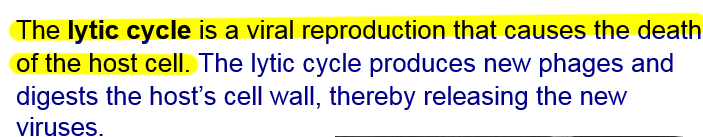 The lytic cycle is a viral reproduction that causes the death
of the host cell. The lytic cycle produces new phages and
digests the host’s cell wall, thereby releasing the new
viruses.